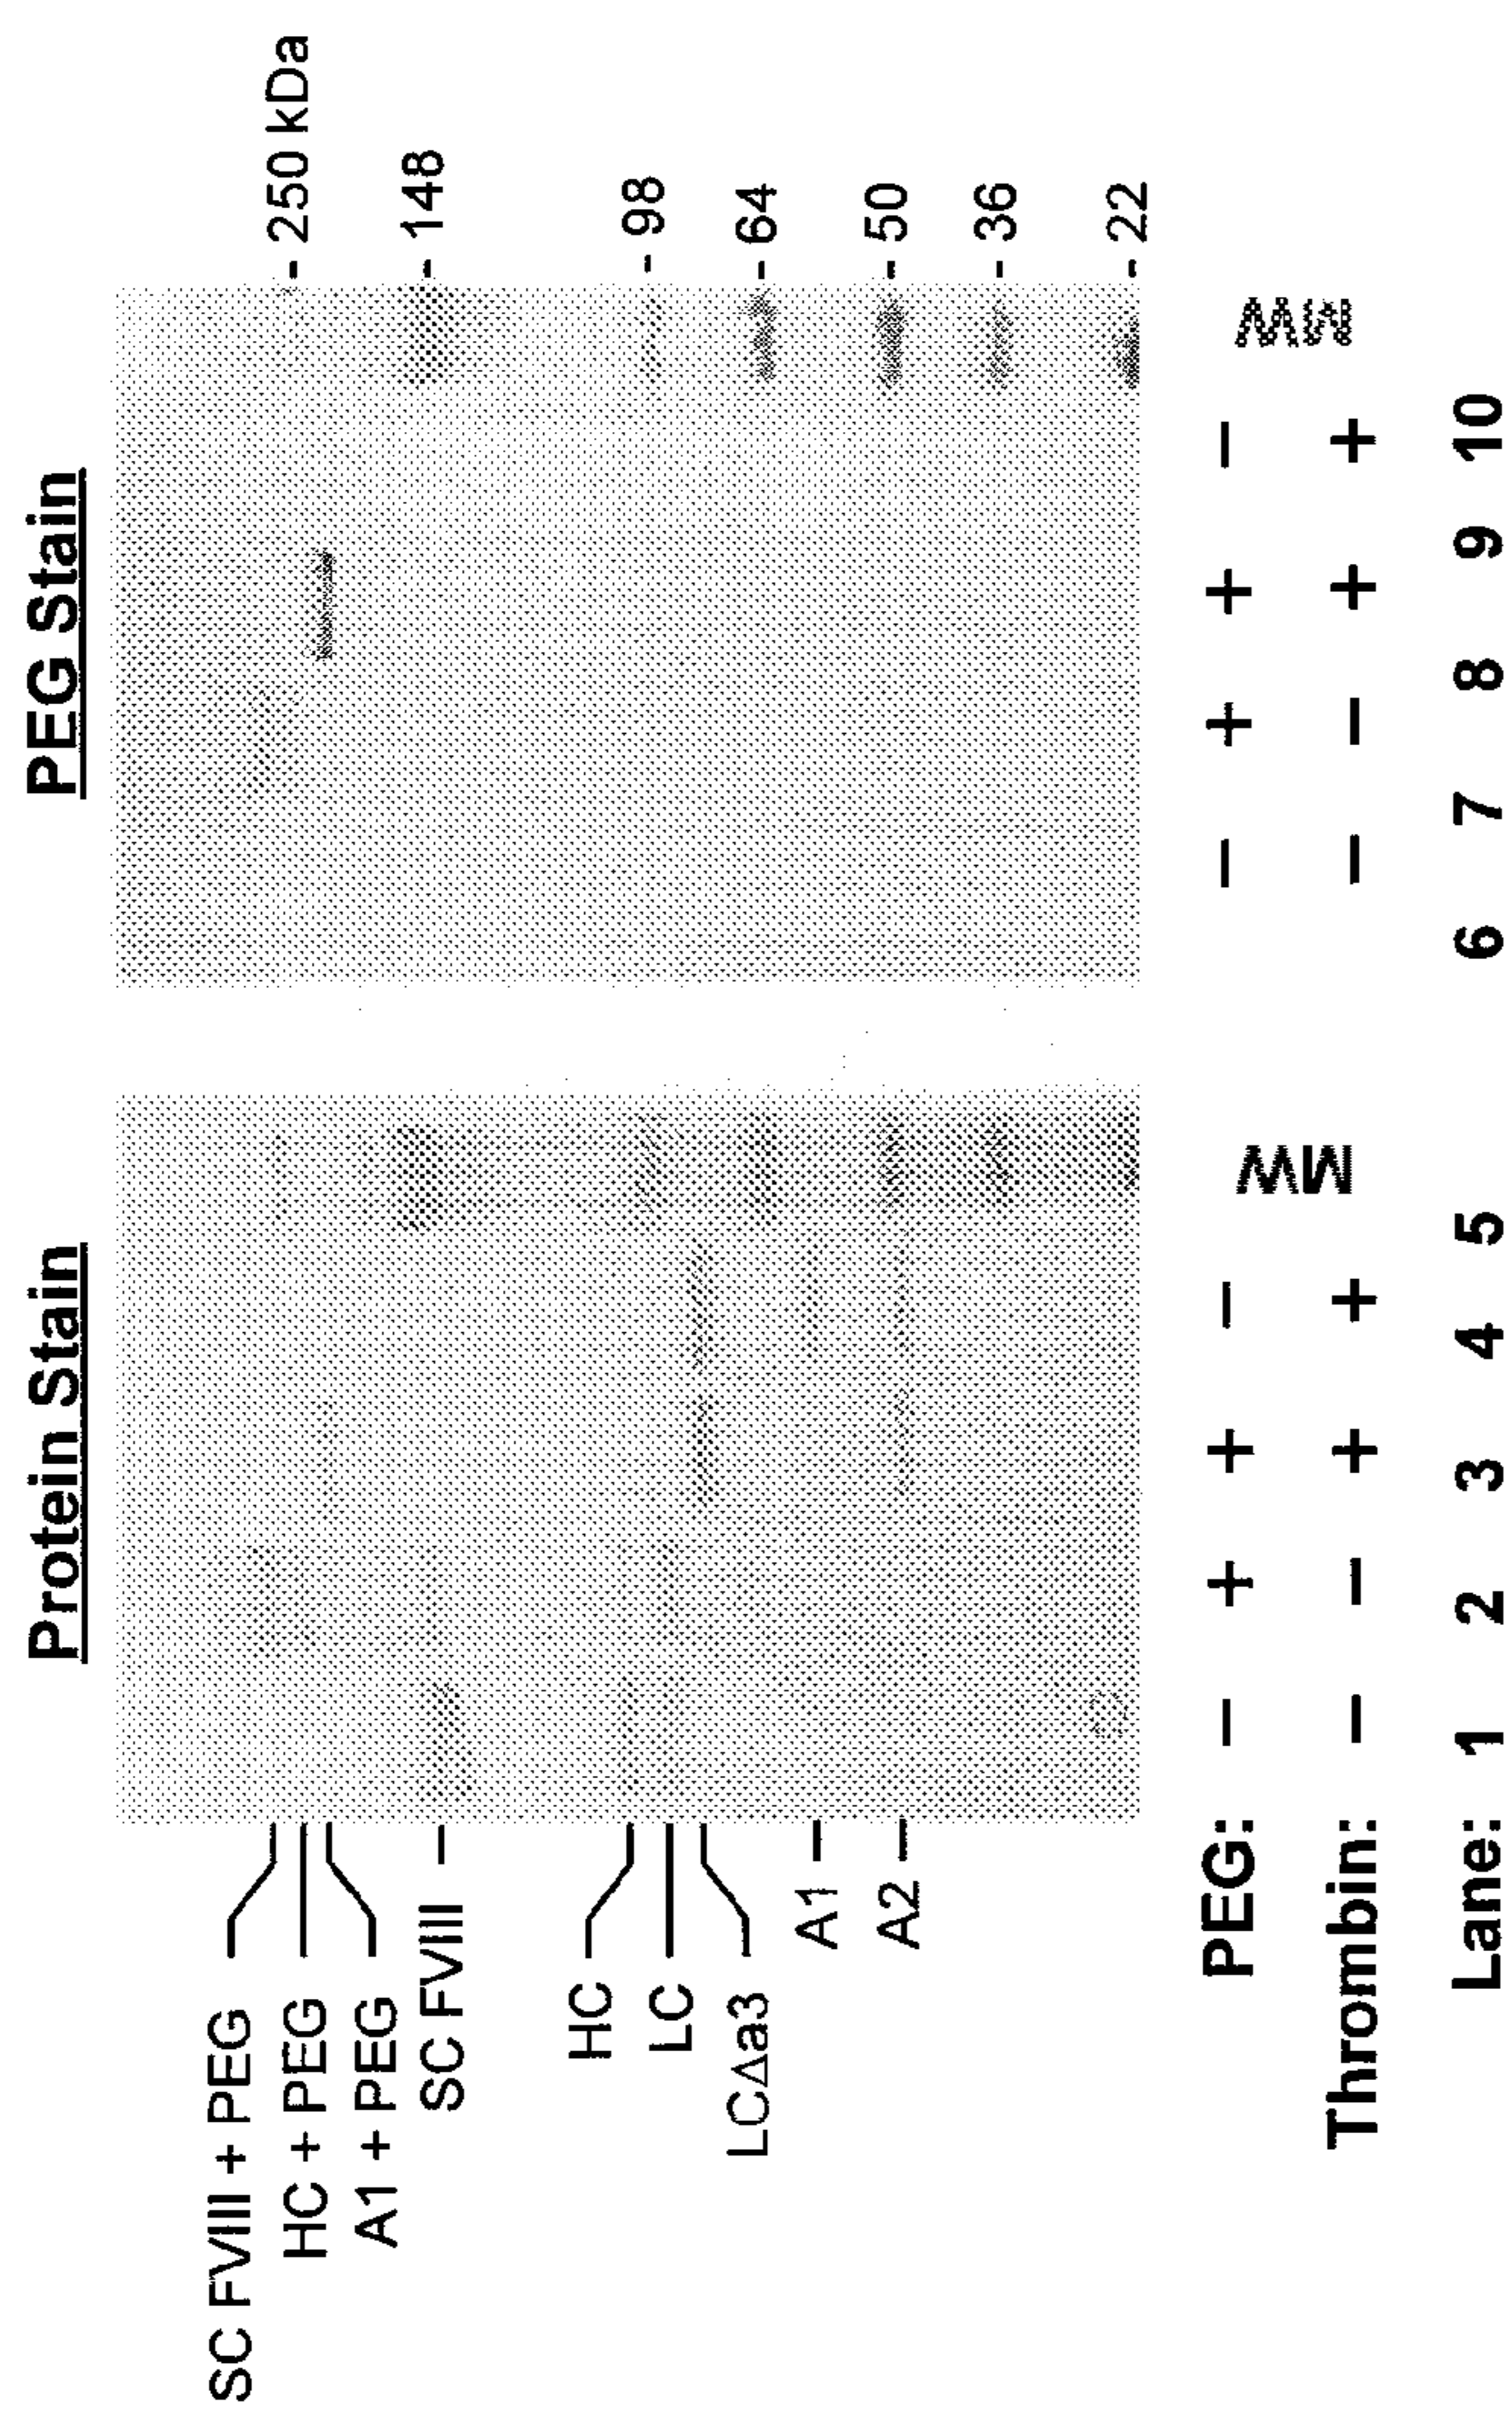 Protein Stain
PEG Stain
SC FVIII + PEG
HC + PEG
A1 + PEG
SC FVIII
HC
LC
LCΔa3
A1
A2
- 250 kDa
- 148
- 98
- 64
- 50
- 36
- 22
PEG: − + + − MW − + + − MW
Thrombin: − − + + − − + +
Lane: 1 2 3 4 5 6 7 8 9 10